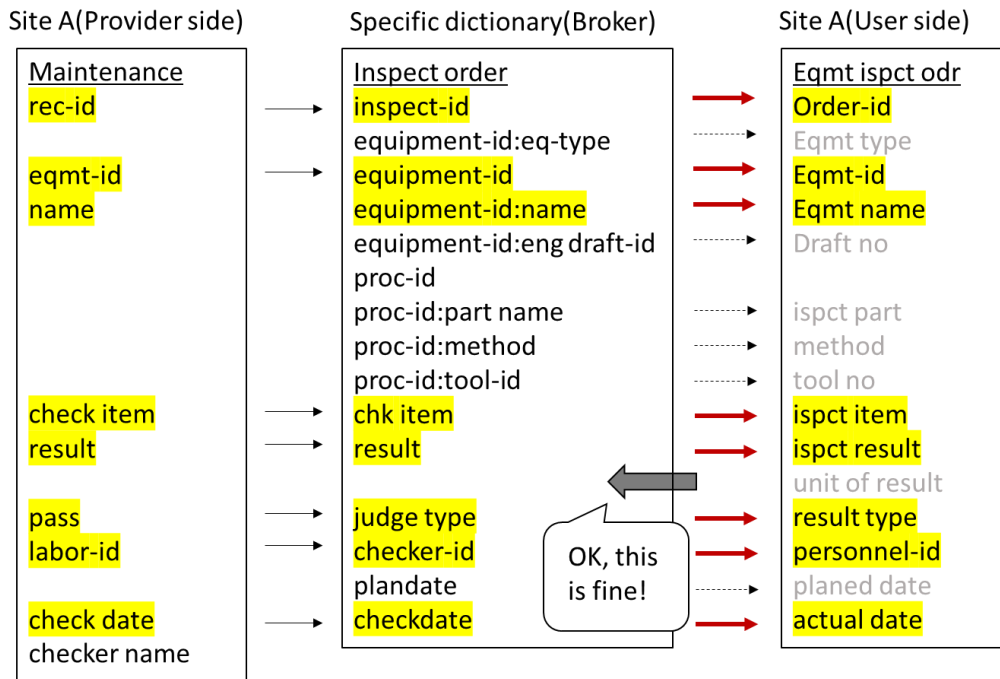 Site A(Provider side)
Maintenance
rec-id
eqmt-id
name
check item
result
pass
labor-id
check date
checker name
Specific dictionary(Broker)
Inspect order
inspect-id
equipment-id:eq-type
equipment-id
equipment-id:name
equipment-id:eng draft-id
proc-id
proc-id:part name
proc-id:method
proc-id:tool-id
chk item
result
judge type
checker-id
plandate
checkdate
OK, this
is fine!
Site A(User side)
Eqmt ispct odr
Order-id
Eqmt type
Eqmt-id
Eqmt name
Draft no
ispct part
method
tool no
ispct item
ispct result
unit of result
result type
personnel-id
planed date
actual date